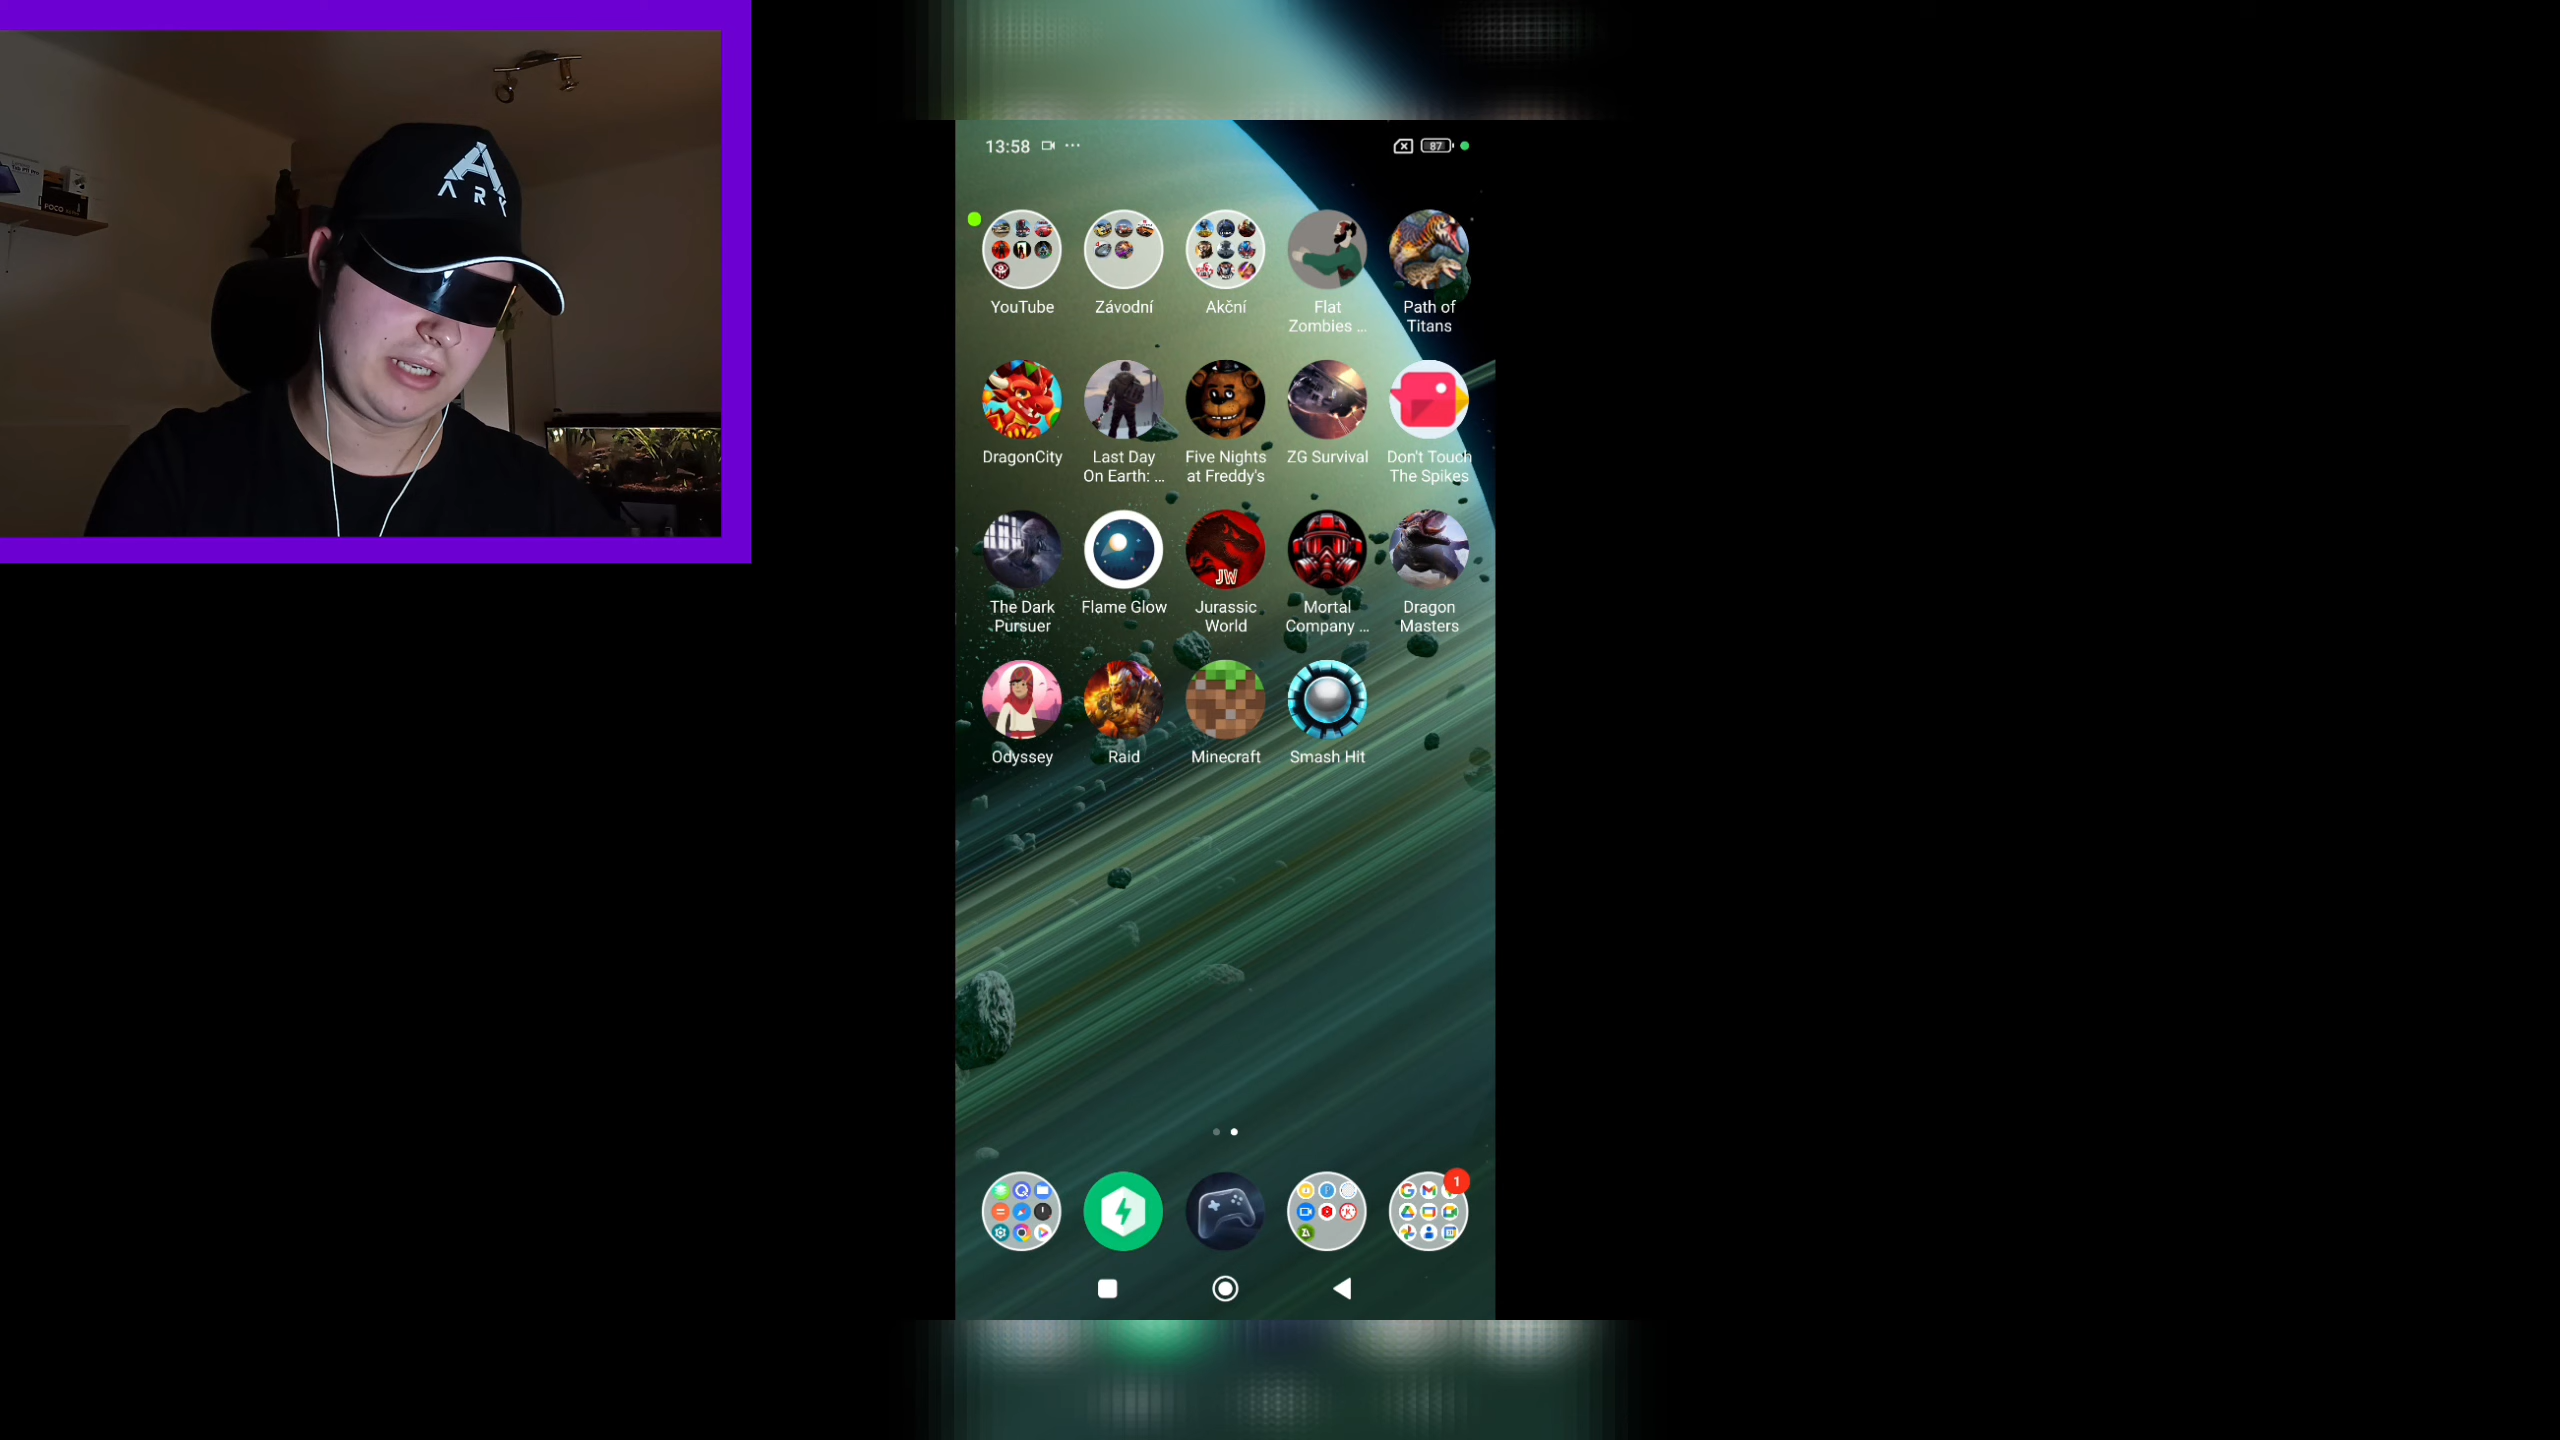 ARY
POCO
13:58
87
YouTube
Závodní
Akční
Flat
Zombies ...
Path of
Titans
DragonCity
Last Day
On Earth: ...
Five Nights
at Freddy's
ZG Survival
Don't Touch
The Spikes
The Dark
Pursuer
Flame Glow
JW
Jurassic
World
Mortal
Company ...
Dragon
Masters
Odyssey
Raid
Minecraft
Smash Hit
1